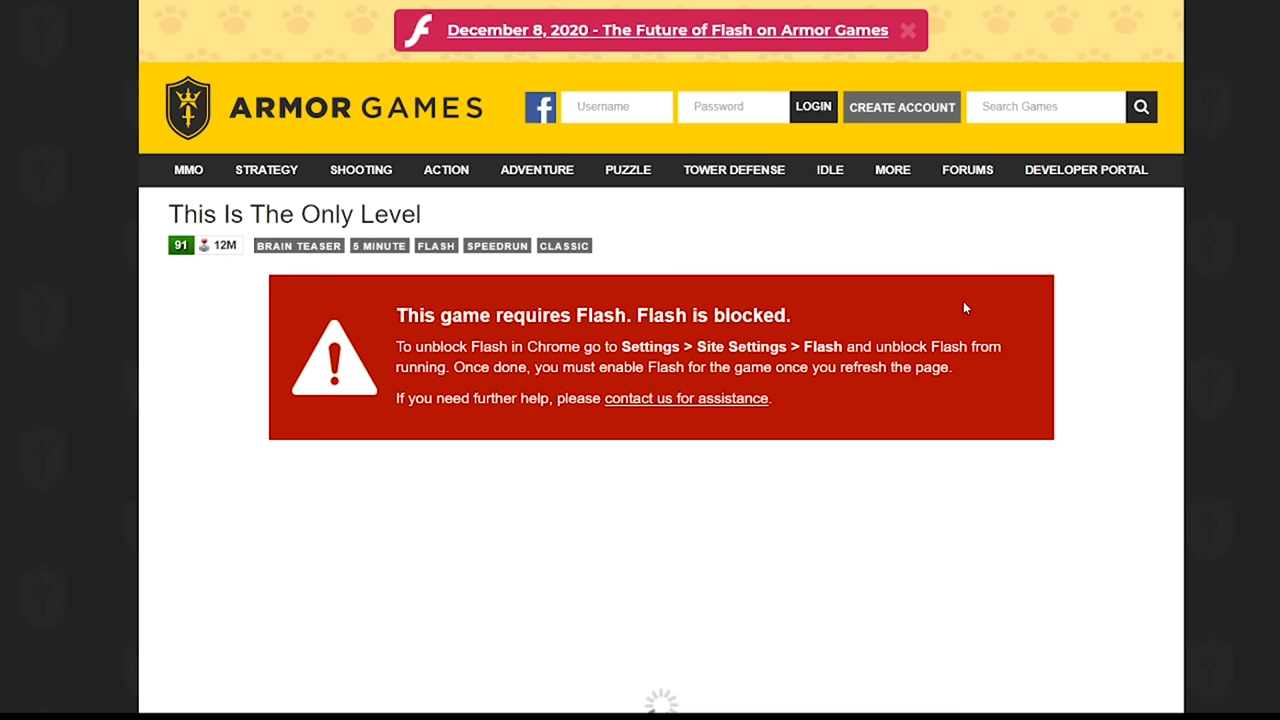 December 8, 2020 - The Future of Flash on Armor Games
ARMOR GAMES
Username
Password
LOGIN
CREATE ACCOUNT
Search Games
MMO STRATEGY SHOOTING ACTION ADVENTURE PUZZLE TOWER DEFENSE IDLE MORE FORUMS DEVELOPER PORTAL
This Is The Only Level
91 12M BRAIN TEASER 5 MINUTE FLASH SPEEDRUN CLASSIC
This game requires Flash. Flash is blocked.
To unblock Flash in Chrome go to Settings > Site Settings > Flash and unblock Flash from
running. Once done, you must enable Flash for the game once you refresh the page.
If you need further help, please contact us for assistance.